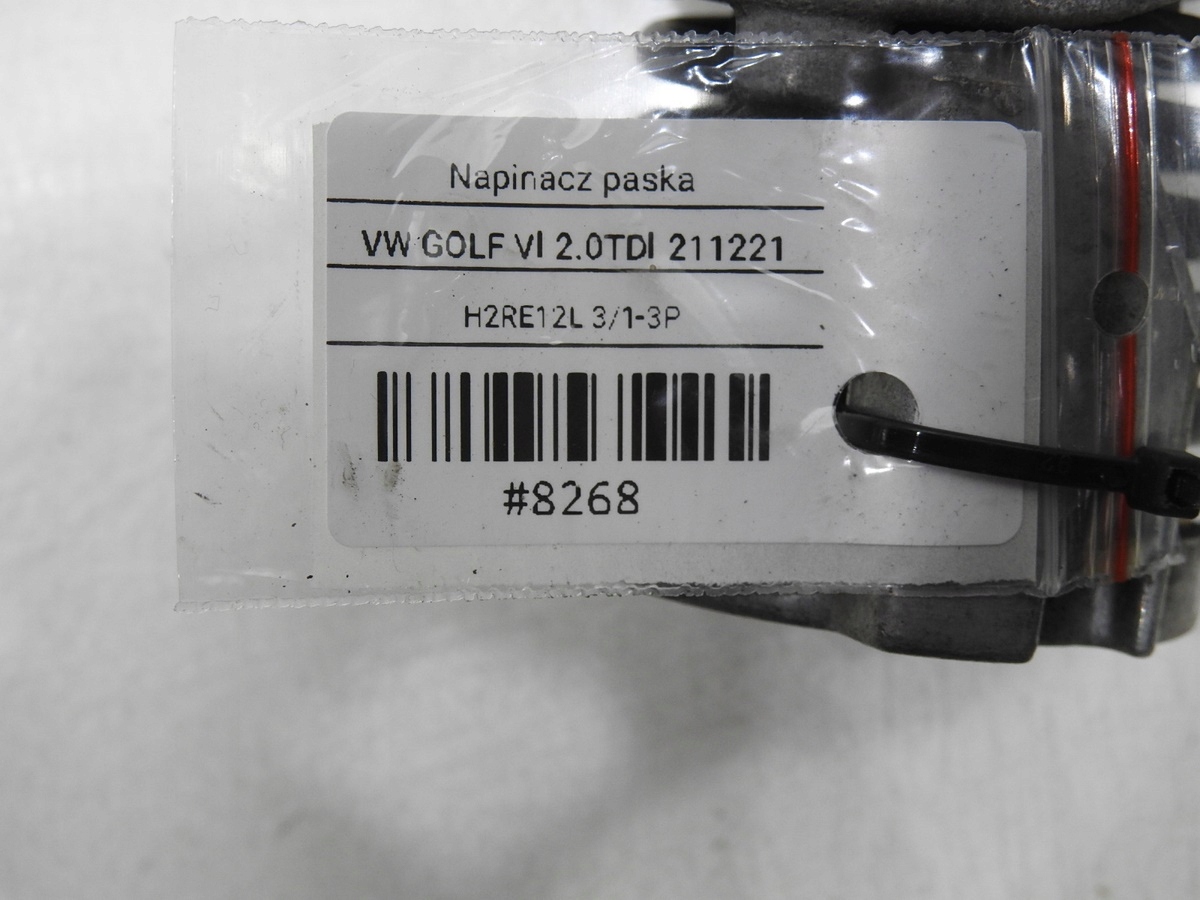 Napinacz paska
VW GOLF VI 2.0TDI 211221
H2RE12L 3/1-3P
#8268